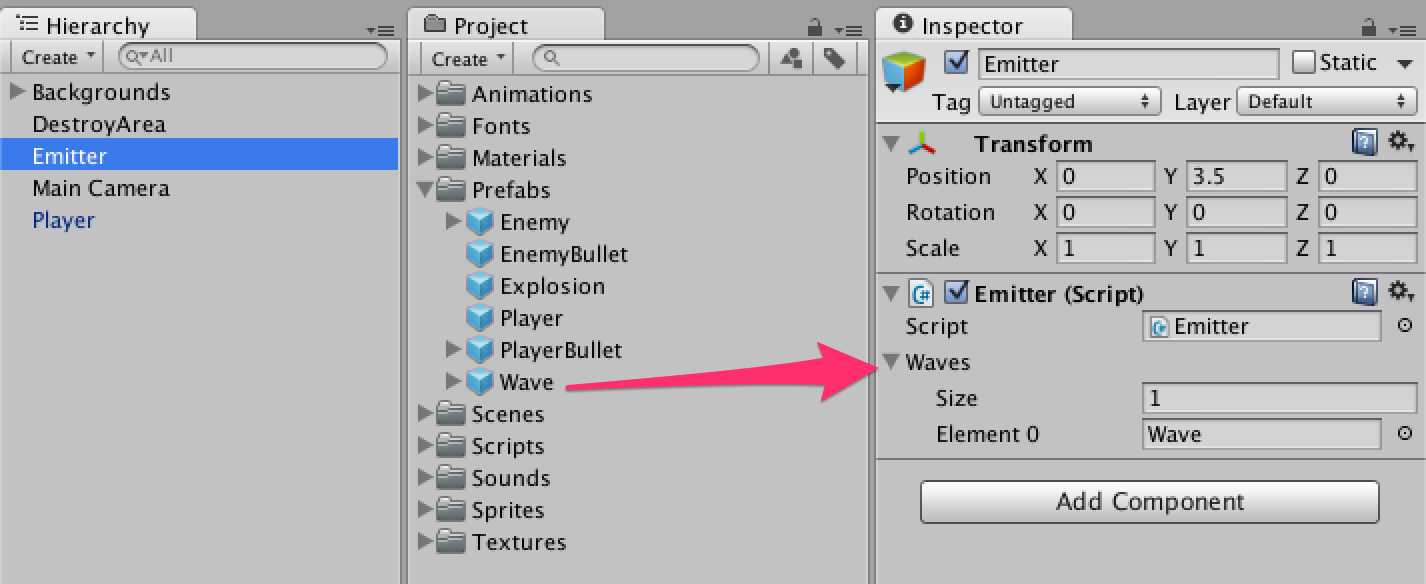 Hierarchy
Create
All
Backgrounds
DestroyArea
Emitter
Main Camera
Player
Project
Create
Animations
Fonts
Materials
Prefabs
Enemy
EnemyBullet
Explosion
Player
PlayerBullet
Wave
Scenes
Scripts
Sounds
Sprites
Textures
Inspector
Emitter Static
Tag Untagged Layer Default
Transform
Position X 0 Y 3.5 Z 0
Rotation X 0 Y 0 Z 0
Scale X 1 Y 1 Z 1
Emitter (Script)
Script Emitter
Waves
Size 1
Element 0 Wave
Add Component